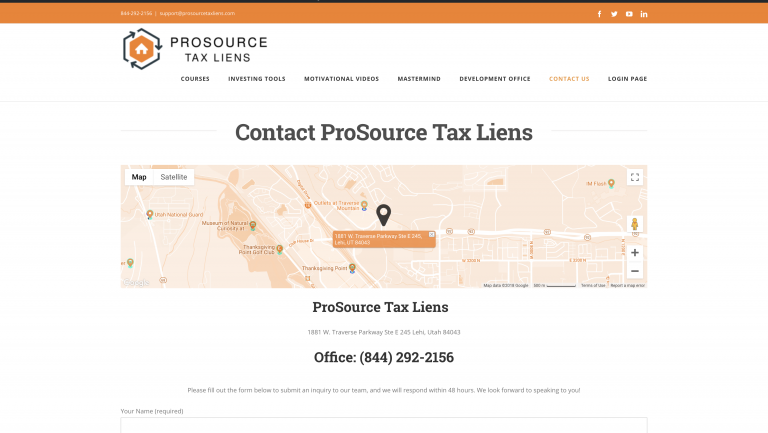 844-292-2156 | support@prosourcetaxliens.com
PROSOURCE
TAX LIENS
COURSES INVESTING TOOLS MOTIVATIONAL VIDEOS MASTERMIND DEVELOPMENT OFFICE CONTACT US LOGIN PAGE
Contact ProSource Tax Liens
Map Satellite
IM Flash
Outlets at Traverse
Mountain
Utah National Guard
Museum of Natural
Curiosity at
1881 W. Traverse Parkway Ste E 245,
Lehi, UT 84043
Thanksgiving
Point Golf Club
Thanksgiving Point
Google
Map data ©2018 Google 500 m Terms of Use Report a map error
ProSource Tax Liens
1881 W. Traverse Parkway Ste E 245 Lehi, Utah 84043
Office: (844) 292-2156
Please fill out the form below to submit an inquiry to our team, and we will respond within 48 hours. We look forward to speaking to you!
Your Name (required)